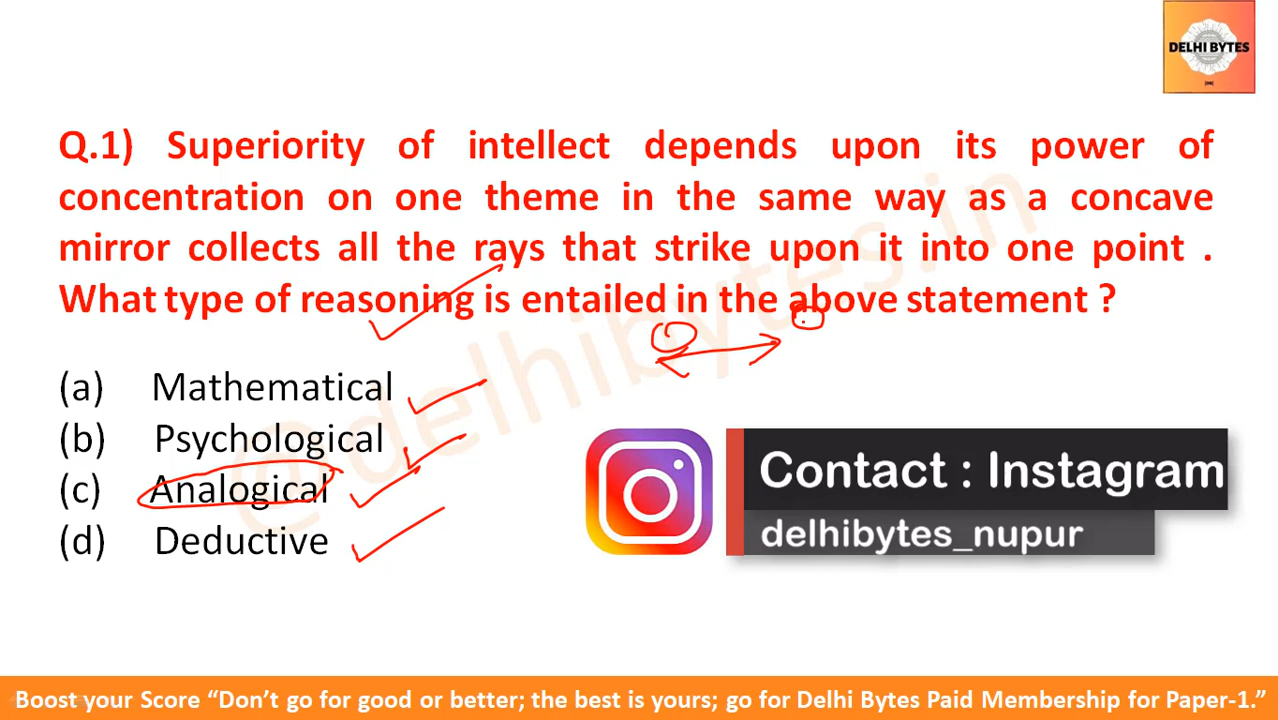 DELHI BYTES
Q.1) Superiority of intellect depends upon its power of
concentration on one theme in the same way as a concave
mirror collects all the rays that strike upon it into one point .
What type of reasoning is entailed in the above statement ?
(a) Mathematical
(b) Psychological
(c) Analogical
(d) Deductive
@delhibytes.in
Contact : Instagram
delhibytes_nupur
Boost your Score “Don’t go for good or better; the best is yours; go for Delhi Bytes Paid Membership for Paper-1.”